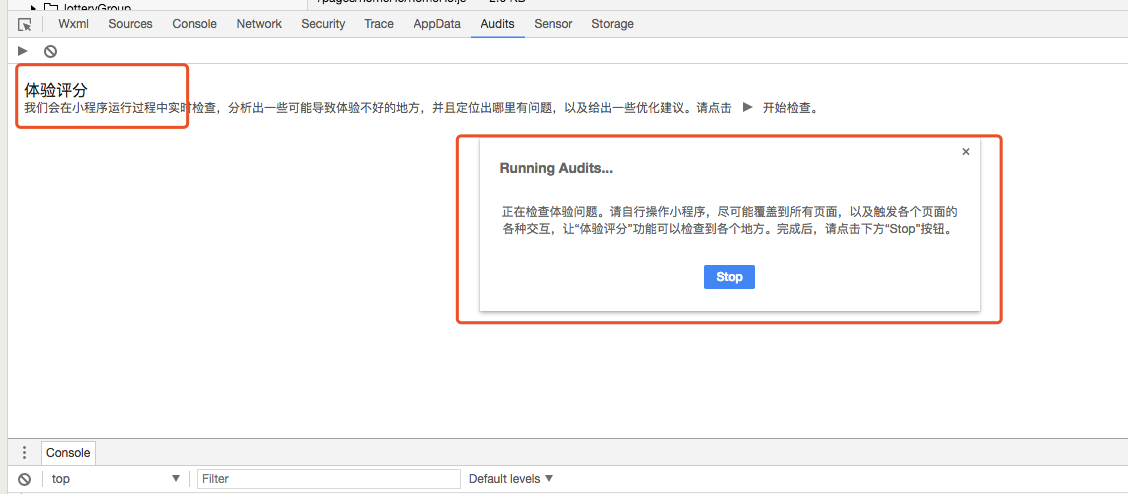 lotteryGroup
Wxml Sources Console Network Security Trace AppData Audits Sensor Storage
体验评分
我们会在小程序运行过程中实时检查，分析出一些可能导致体验不好的地方，并且定位出哪里有问题，以及给出一些优化建议。请点击 ▶ 开始检查。
×
Running Audits...
正在检查体验问题。请自行操作小程序，尽可能覆盖到所有页面，以及触发各个页面的
各种交互，让“体验评分”功能可以检查到各个地方。完成后，请点击下方“Stop”按钮。
Stop
Console
top Filter Default levels